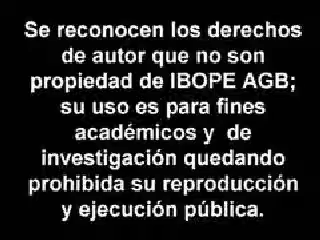 Se reconocen los derechos
de autor que no son
propiedad de IBOPE AGB;
su uso es para fines
académicos y de
investigación quedando
prohibida su reproducción
y ejecución pública.